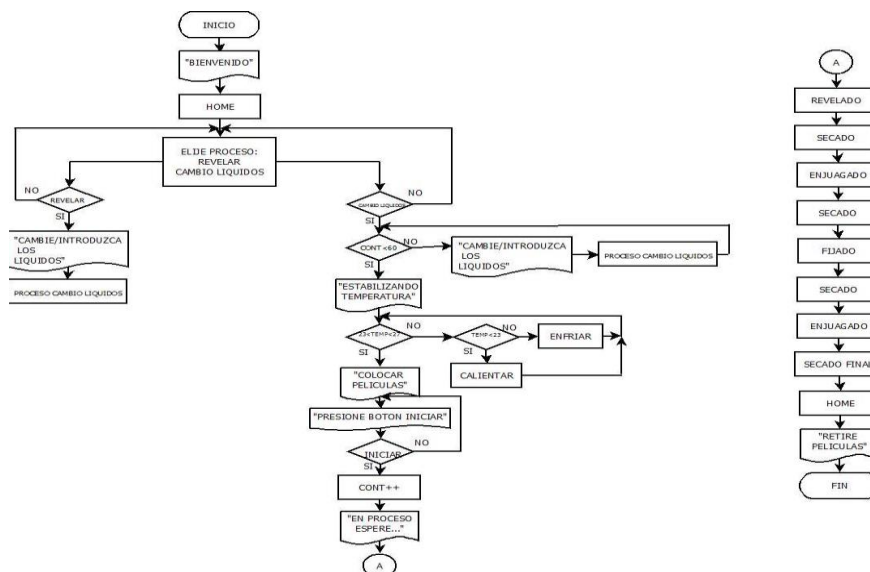 INICIO
"BIENVENIDO"
HOME
ELIJE PROCESO:
REVELAR
CAMBIO LIQUIDOS
NO
REVELAR
SI
"CAMBIE/INTRODUZCA
LOS
LIQUIDOS"
PROCESO CAMBIO LIQUIDOS
NO
CAMBIO LIQUIDOS
SI
CONT<60
NO
SI
"CAMBIE/INTRODUZCA
LOS
LIQUIDOS"
PROCESO CAMBIO LIQUIDOS
"ESTABILIZANDO
TEMPERATURA"
23<TEMP<27
NO
SI
TEMP<23
NO
SI
ENFRIAR
CALIENTAR
"COLOCAR
PELICULAS"
"PRESIONE BOTON INICIAR"
INICIAR
NO
SI
CONT++
"EN PROCESO
ESPERE..."
A
A
REVELADO
SECADO
ENJUAGADO
SECADO
FIJADO
SECADO
ENJUAGADO
SECADO FINAL
HOME
"RETIRE
PELICULAS"
FIN